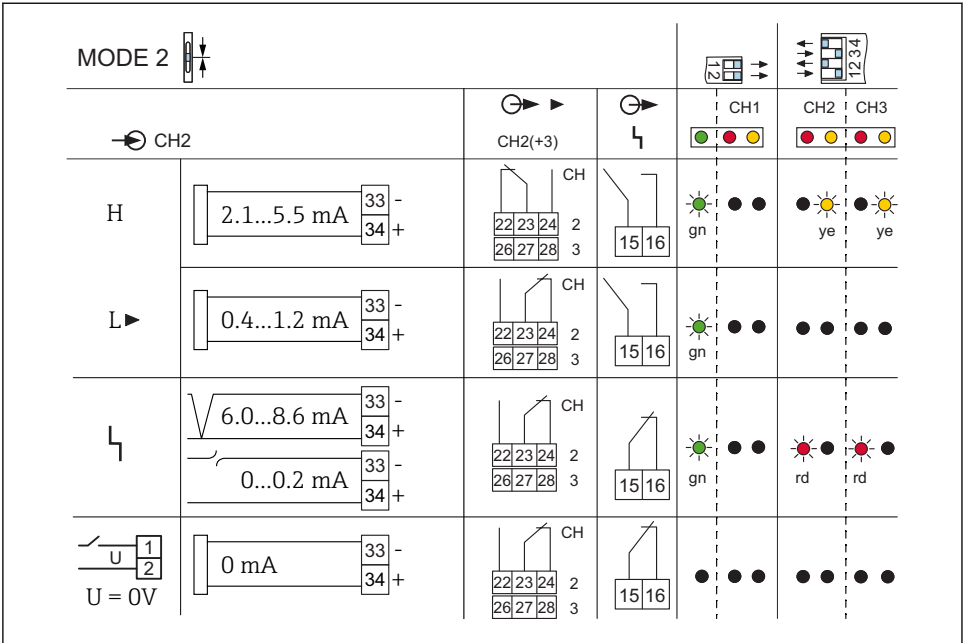 MODE 2
1 2
1 2 3 4
CH2
CH2(+3)
CH1
CH2 CH3
H
2.1...5.5 mA
33 -
34 +
CH
22 23 24 2
26 27 28 3
15 16
gn
ye ye
L
0.4...1.2 mA
33 -
34 +
CH
22 23 24 2
26 27 28 3
15 16
gn
6.0...8.6 mA
33 -
34 +
0...0.2 mA
33 -
34 +
CH
22 23 24 2
26 27 28 3
15 16
gn
rd rd
U
1
2
U = 0V
0 mA
33 -
34 +
CH
22 23 24 2
26 27 28 3
15 16